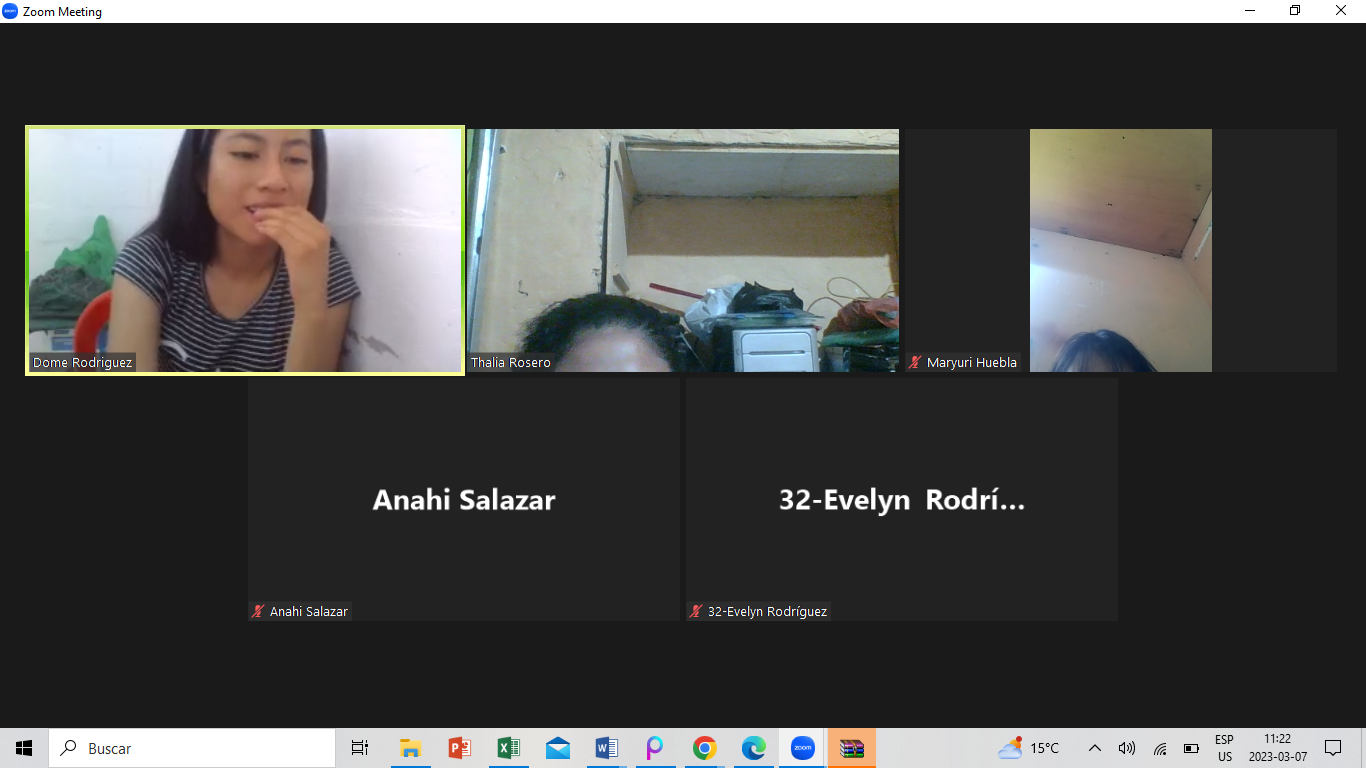 Zoom Meeting
Dome Rodriguez
Thalia Rosero
Maryuri Huebla
Anahi Salazar
32-Evelyn Rodrí...
Anahi Salazar
32-Evelyn Rodríguez
Buscar
zoom
15°C
ESP
US
11:22
2023-03-07